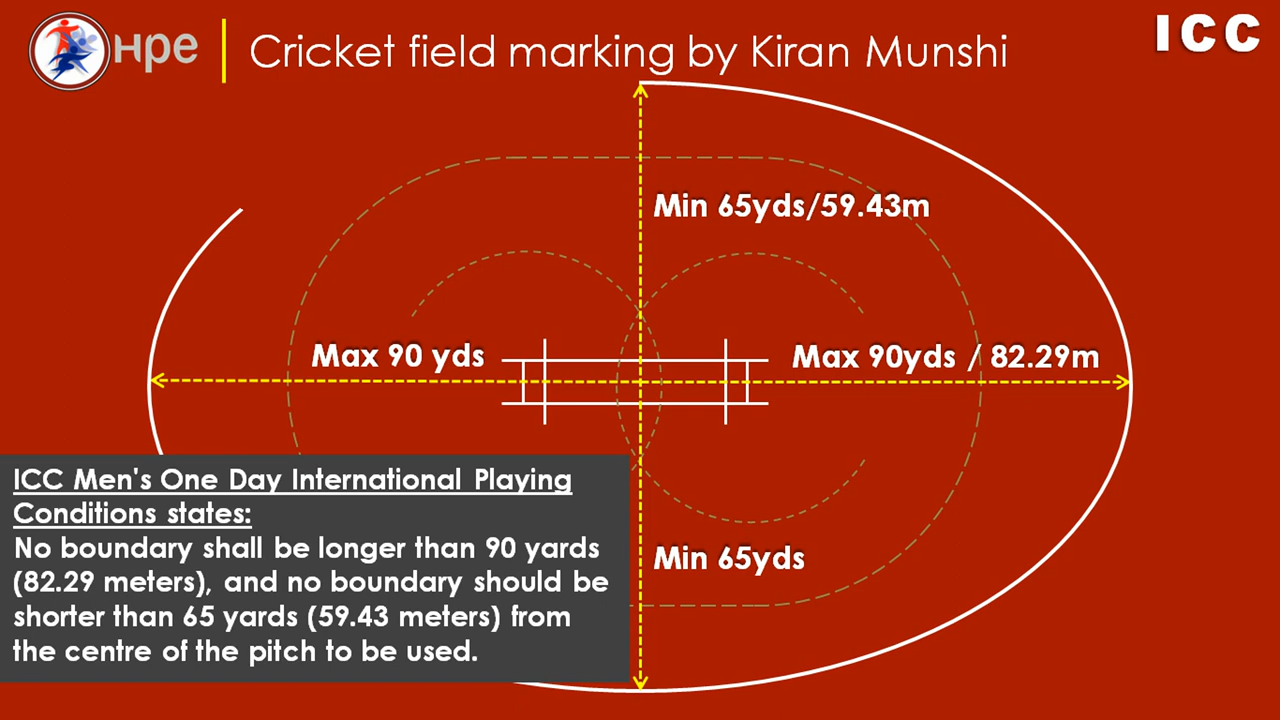 HPE
Cricket field marking by Kiran Munshi
ICC
Min 65yds/59.43m
Max 90 yds
Max 90yds / 82.29m
ICC Men's One Day International Playing
Conditions states:
No boundary shall be longer than 90 yards
(82.29 meters), and no boundary should be
shorter than 65 yards (59.43 meters) from
the centre of the pitch to be used.
Min 65yds